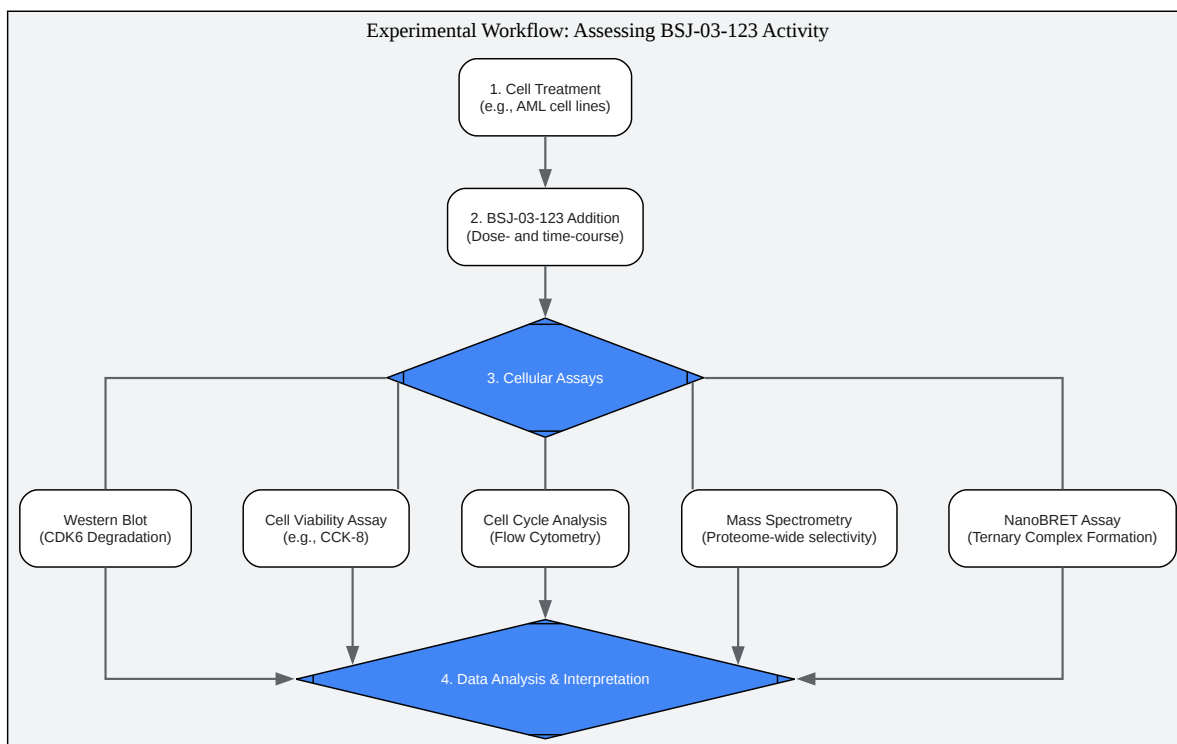 Experimental Workflow: Assessing BSJ-03-123 Activity
1. Cell Treatment
(e.g., AML cell lines)
2. BSJ-03-123 Addition
(Dose- and time-course)
3. Cellular Assays
Western Blot
(CDK6 Degradation)
Cell Viability Assay
(e.g., CCK-8)
Cell Cycle Analysis
(Flow Cytometry)
Mass Spectrometry
(Proteome-wide selectivity)
NanoBRET Assay
(Ternary Complex Formation)
4. Data Analysis & Interpretation